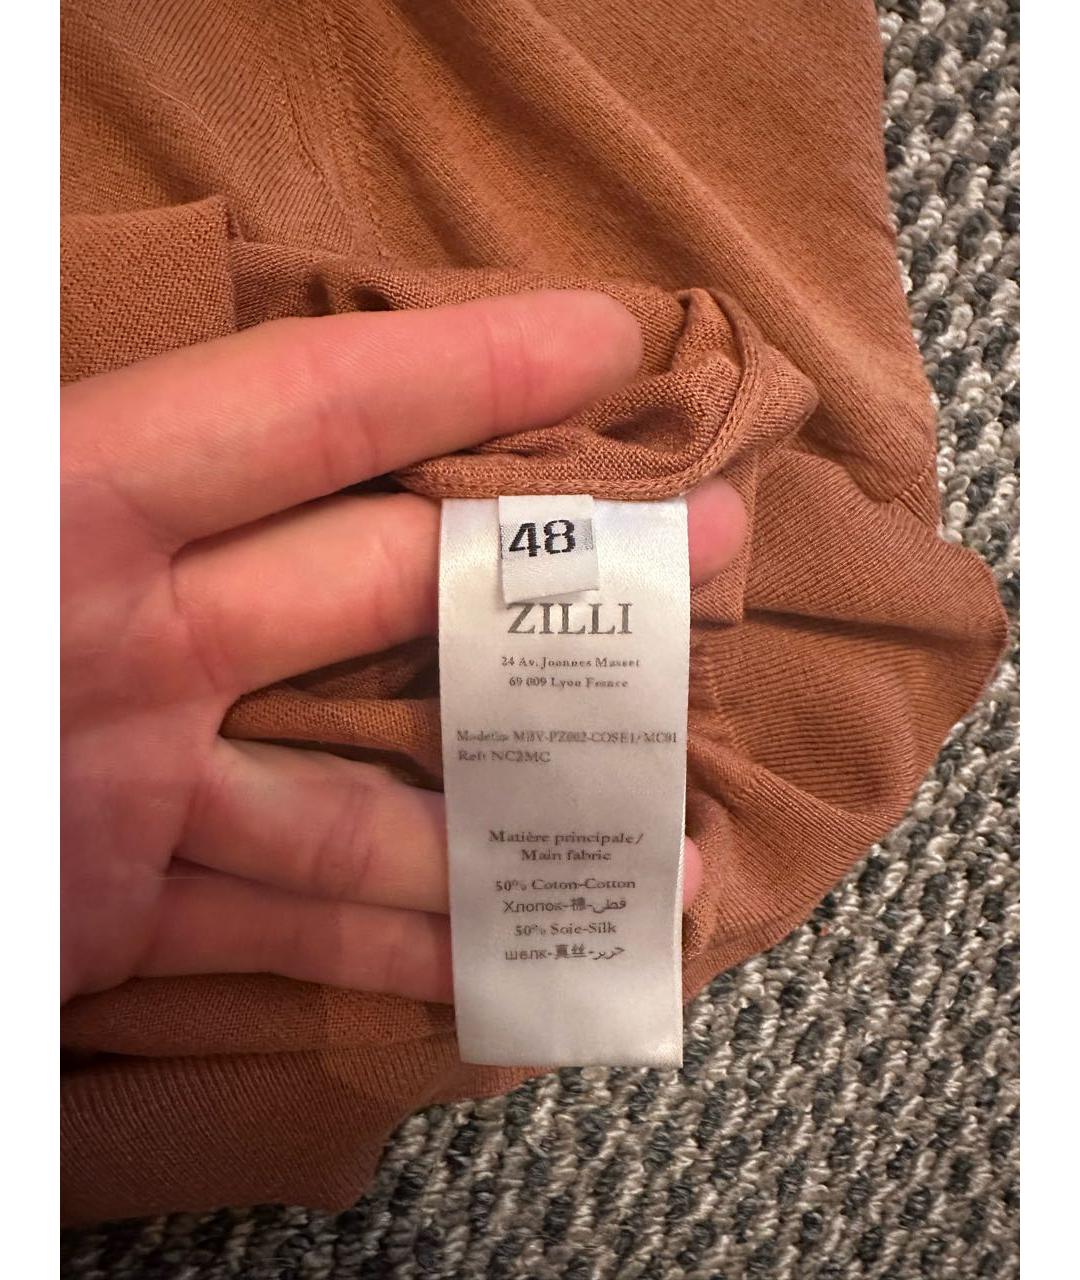 48
ZILLI
24 Av. Joannes Masset
69 009 Lyon France
Modele: MBV-PZ002-COSE1/MC01
Ref: NC2MC
Matière principale/
Main fabric
50% Coton-Cotton
Хлопок-棉-قطن
50% Soie-Silk
шелк-真丝-حرير